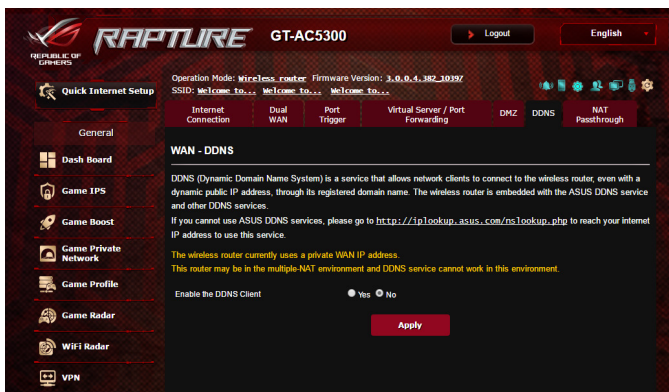 REPUBLIC OF
GAMERS
RAPTURE
GT-AC5300
Logout
English
Quick Internet Setup
Operation Mode: Wireless router Firmware Version: 3.0.0.4.382_10397
SSID: Welcome to... Welcome to... Welcome to...
Internet Connection
Dual WAN
Port Trigger
Virtual Server / Port Forwarding
DMZ
DDNS
NAT Passthrough
General
Dash Board
Game IPS
Game Boost
Game Private
Network
Game Profile
Game Radar
WiFi Radar
VPN
WAN - DDNS
DDNS (Dynamic Domain Name System) is a service that allows network clients to connect to the wireless router, even with a
dynamic public IP address, through its registered domain name. The wireless router is embedded with the ASUS DDNS service
and other DDNS services.
If you cannot use ASUS DDNS services, please go to http://iplookup.asus.com/nslookup.php to reach your internet
IP address to use this service.
The wireless router currently uses a private WAN IP address.
This router may be in the multiple-NAT environment and DDNS service cannot work in this environment.
Enable the DDNS Client
Yes No
Apply